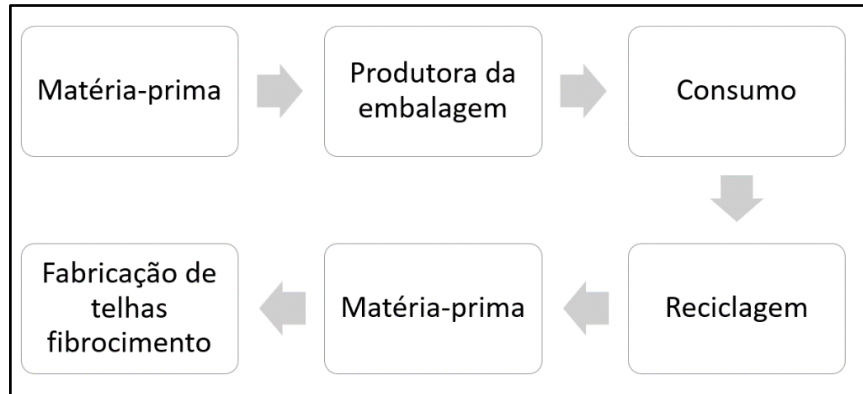 Matéria-prima
Produtora da
embalagem
Consumo
Reciclagem
Matéria-prima
Fabricação de
telhas
fibrocimento